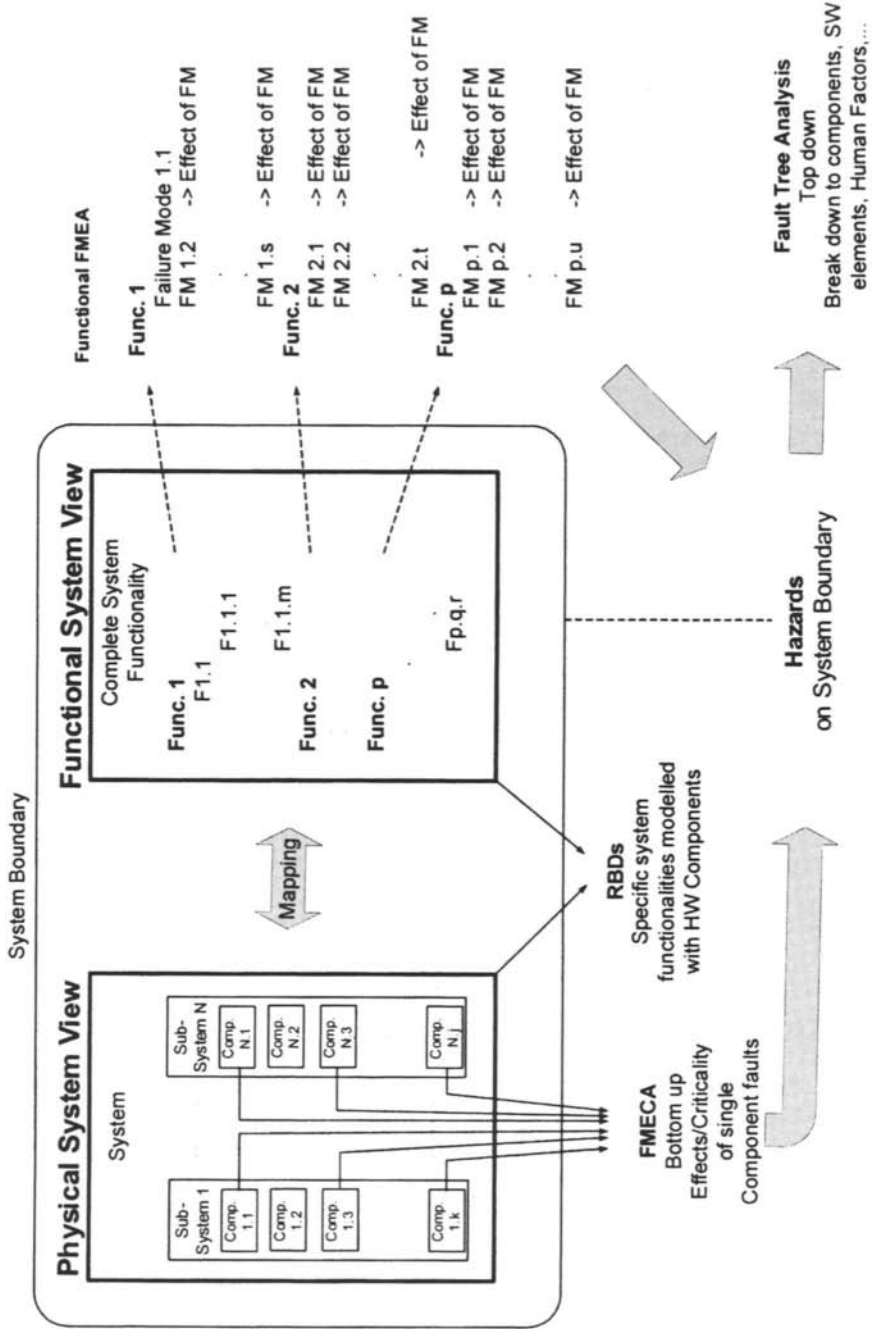 System Boundary
Physical System View
System
Sub-
System 1
Comp.
1.1
Comp.
1.2
Comp.
1.3
Comp.
1.k
Sub-
System N
Comp.
N.1
Comp.
N.2
Comp.
N.3
Comp.
N.j
Mapping
Functional System View
Complete System
Functionality
Func. 1
F1.1
F1.1.1
F1.1.m
Func. 2
Func. p
Fp.q.r
Functional FMEA
Func. 1
Failure Mode 1.1
FM 1.2 -> Effect of FM
FM 1.s -> Effect of FM
Func. 2
FM 2.1 -> Effect of FM
FM 2.2 -> Effect of FM
FM 2.t -> Effect of FM
Func. p
FM p.1 -> Effect of FM
FM p.2 -> Effect of FM
FM p.u -> Effect of FM
FMECA
Bottom up
Effects/Criticality
of single
Component faults
RBDs
Specific system
functionalities modelled
with HW Components
Hazards
on System Boundary
Fault Tree Analysis
Top down
Break down to components, SW
elements, Human Factors,...